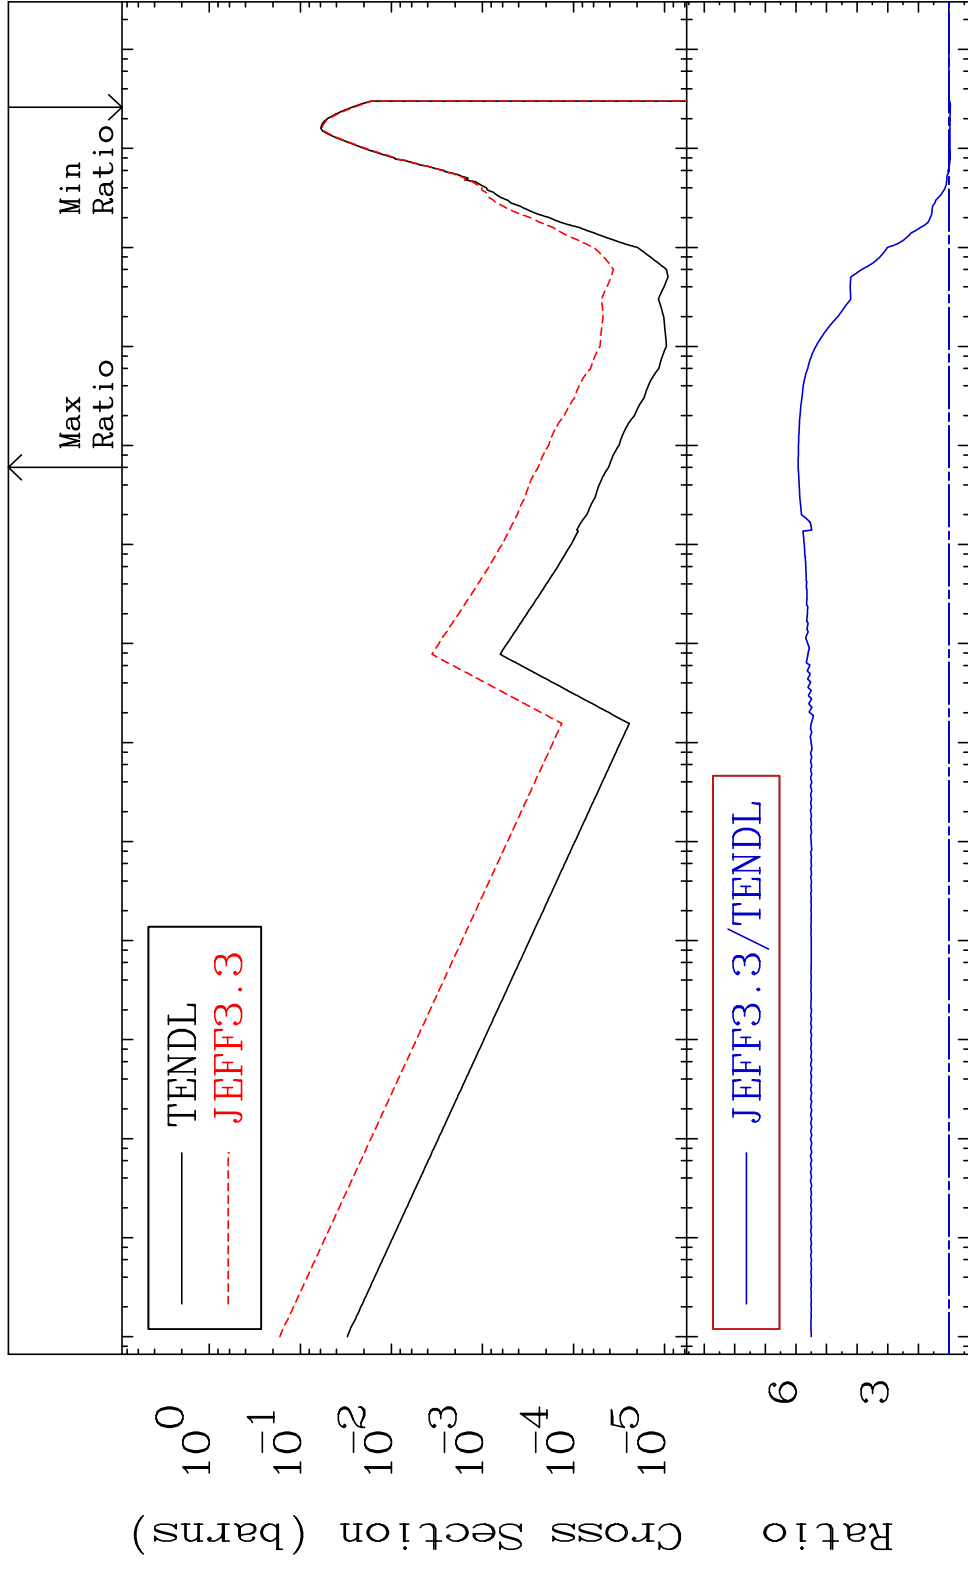 Max
Ratio
Min
Ratio
TENDL
JEFF3.3
10^0
10^-1
10^-2
10^-3
10^-4
10^-5
Cross Section (barns)
JEFF3.3/TENDL
6
3
Ratio